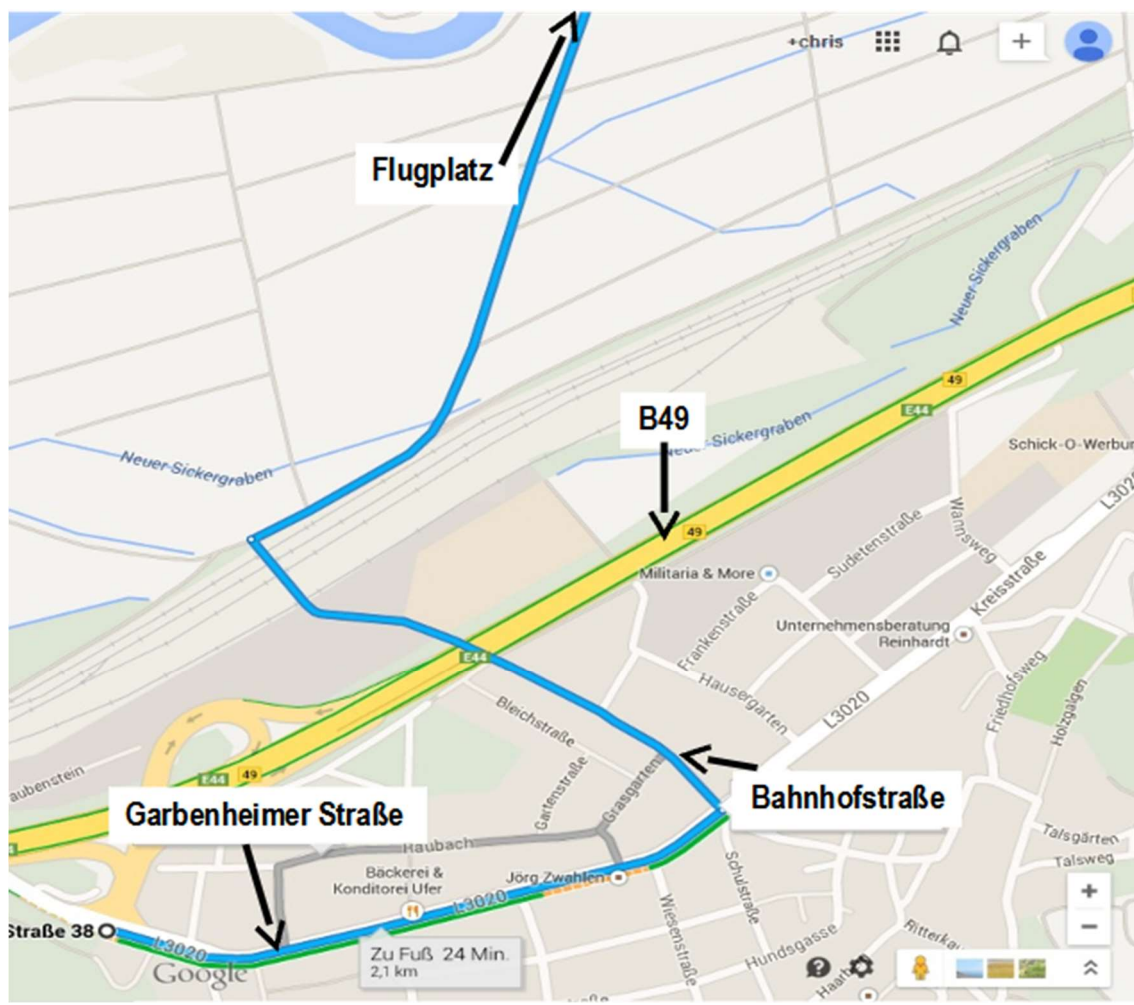 +chris
Flugplatz
Neuer Sickergraben
49
E44
B49
Neuer Sickergraben
Schick-O-Werbun
L3020
Neuer Sickergraben
49
Wannsweg
Sudetenstraße
Militaria & More
Kreisstraße
Unternehmensberatung
Reinhardt
Frankenstraße
E44
Hausergarten
Friedhofsweg
Holzgalgen
L3020
Bleichstraße
aubenstein
E44
49
Gartenstraße
Grasgarten
Bahnhofstraße
Garbenheimer Straße
Raubach
Talsgärten
Talsweg
Bäckerei &
Konditorei Ufer
Jörg Zwahlen
Schulstraße
L3020
Wiesenstraße
Straße 38
L3020
Zu Fuß 24 Min.
2,1 km
Hundsgasse
Google